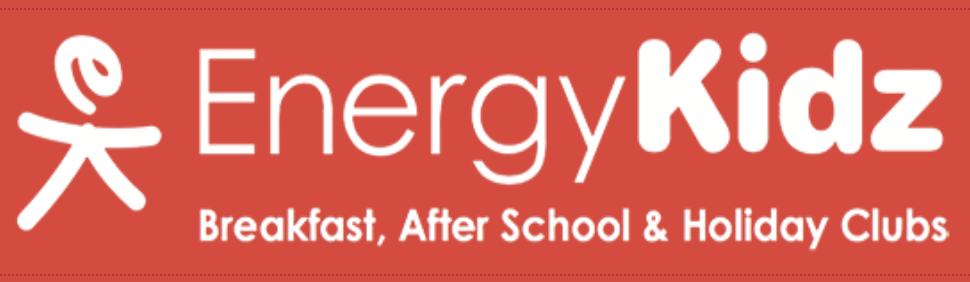 EnergyKidz
Breakfast, After School & Holiday Clubs